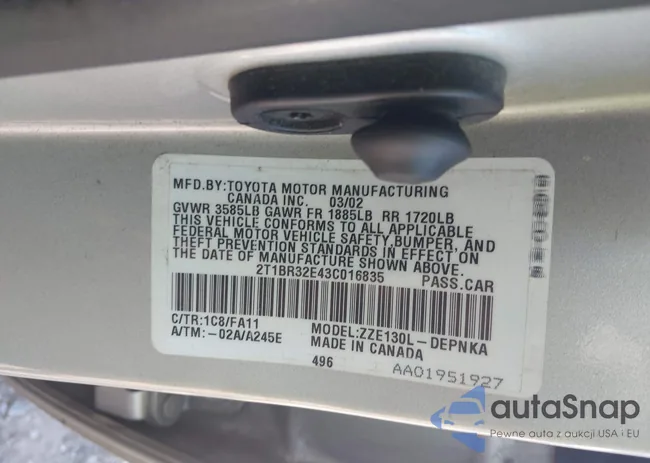 MFD.BY:TOYOTA MOTOR MANUFACTURING
CANADA INC. 03/02
GVWR 3585LB GAWR FR 1885LB RR 1720LB
THIS VEHICLE CONFORMS TO ALL APPLICABLE
FEDERAL MOTOR VEHICLE SAFETY,BUMPER, AND
THEFT PREVENTION STANDARDS IN EFFECT ON
THE DATE OF MANUFACTURE SHOWN ABOVE.
2T1BR32E43C016835 PASS.CAR
C/TR:1C8/FA11 MODEL:ZZE130L-DEPNKA
A/TM:-02A/A245E MADE IN CANADA
496 AA01951927
autaSnap
Pewne auta z aukcji USA i EU